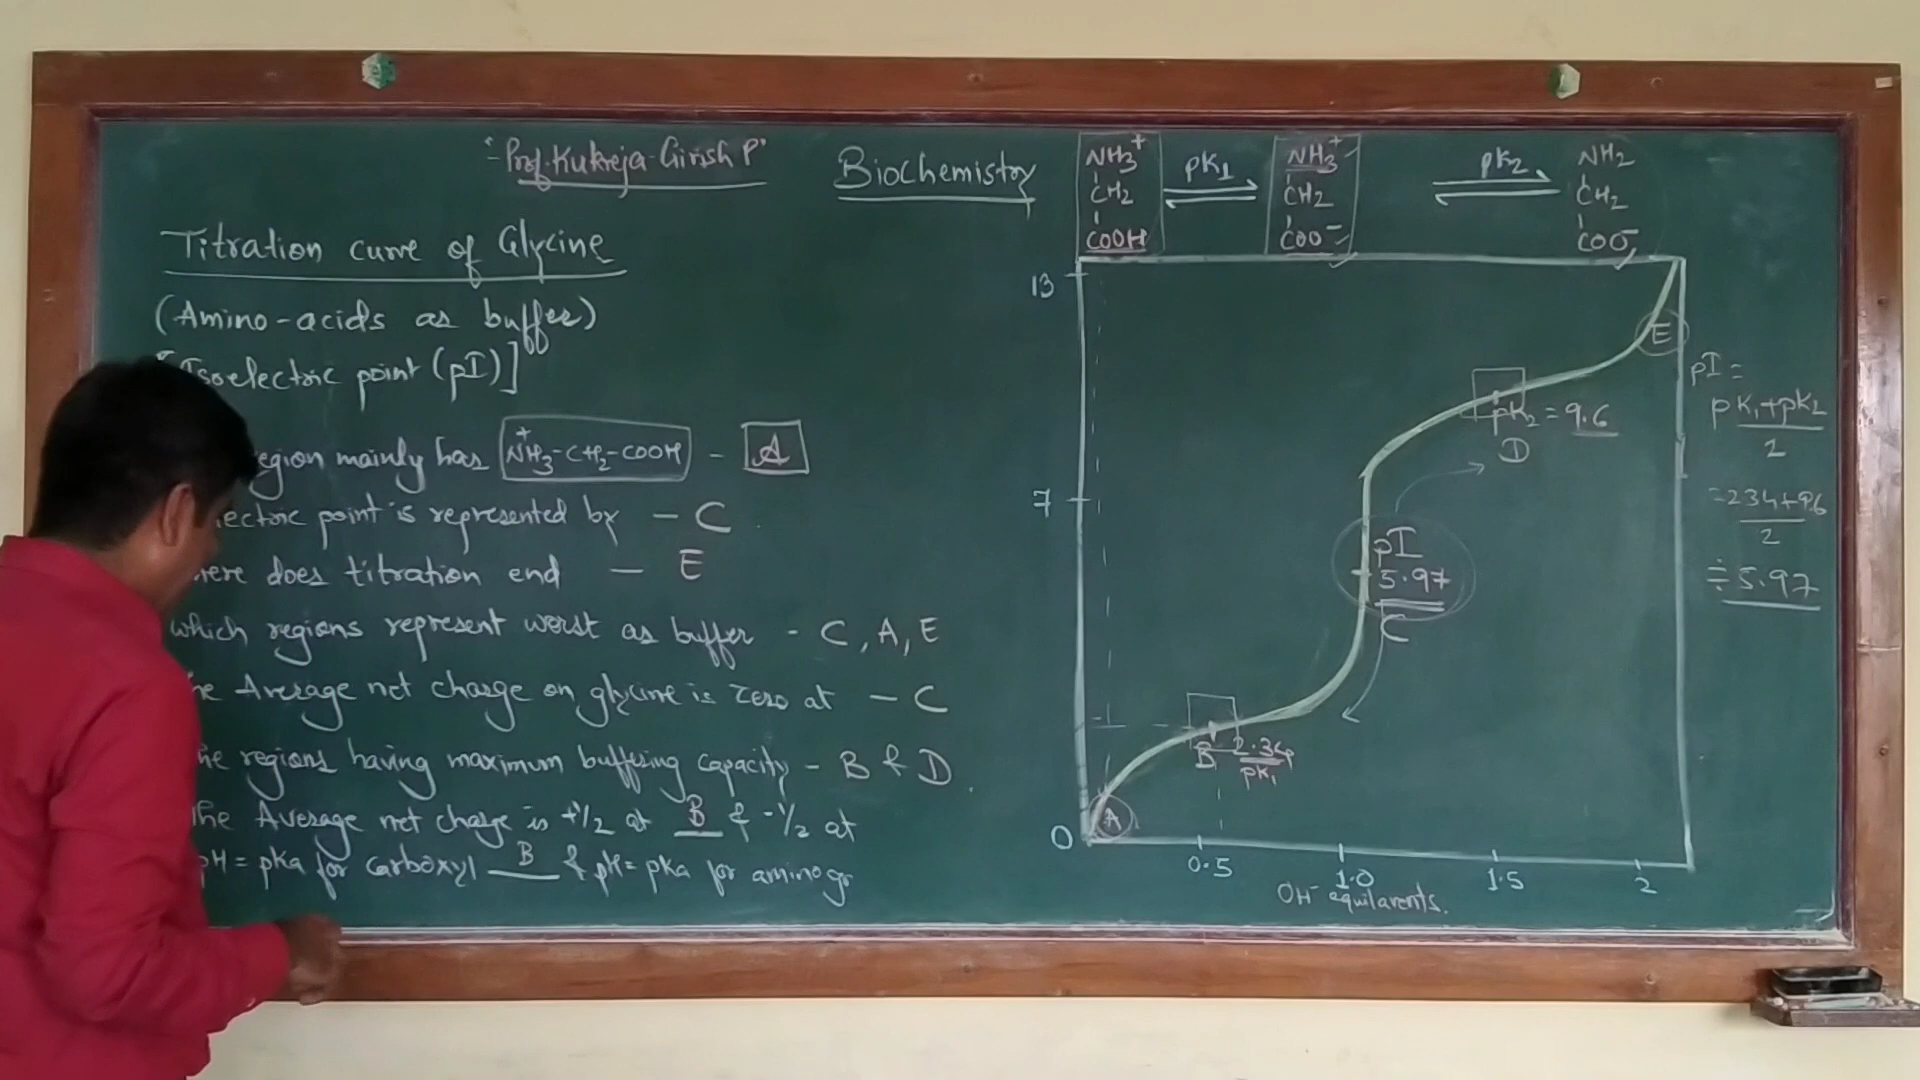 "Prof. Kukreja Girish P"
Biochemistry
Titration curve of Glycine
(Amino-acids as buffer)
Isoelectric point (pI)]
region mainly has NH3+-CH2-COOH - A
lectric point is represented by - C
here does titration end - E
which regions represent worst as buffer - C, A, E
he Average net charge on glycine is zero at - C
he regions having maximum buffering capacity - B & D.
The Average net charge is +1/2 at B & -1/2 at
pH = pka for carboxyl B & pH = pka for amino gr
NH3+ pK1 NH3+ pK2 NH2
CH2 CH2 CH2
COOH COO- COO-
13
7
0
E
pK2 = 9.6
D
pI
5.97
C
B 2.34
pK1
A
0.5 1.0 1.5 2
OH- equilavents.
pI =
pK1+pK2
2
=2.34+9.6
2
= 5.97